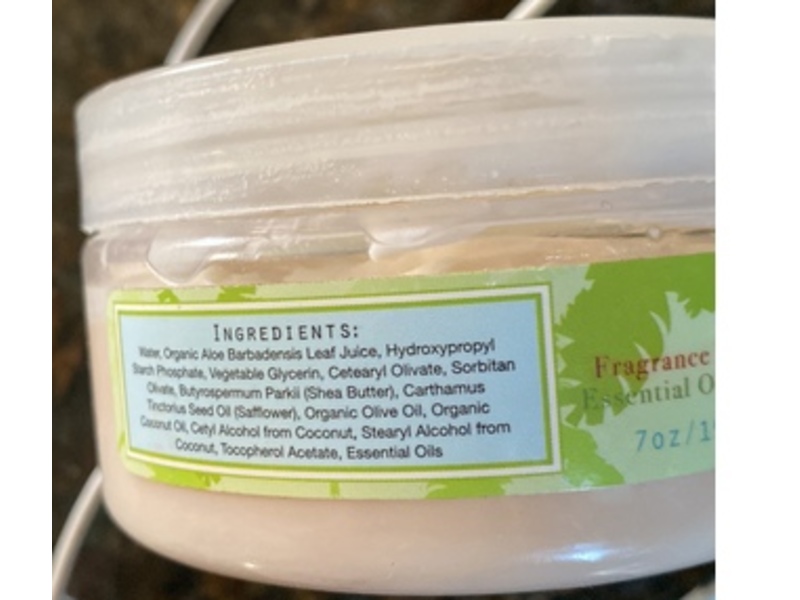 INGREDIENTS:
Water, Organic Aloe Barbadensis Leaf Juice, Hydroxypropyl
Starch Phosphate, Vegetable Glycerin, Cetearyl Olivate, Sorbitan
Olivate, Butyrospermum Parkii (Shea Butter), Carthamus
Tinctorius Seed Oil (Safflower), Organic Olive Oil, Organic
Coconut Oil, Cetyl Alcohol from Coconut, Stearyl Alcohol from
Coconut, Tocopherol Acetate, Essential Oils
Fragrance
Essential O
7oz/1